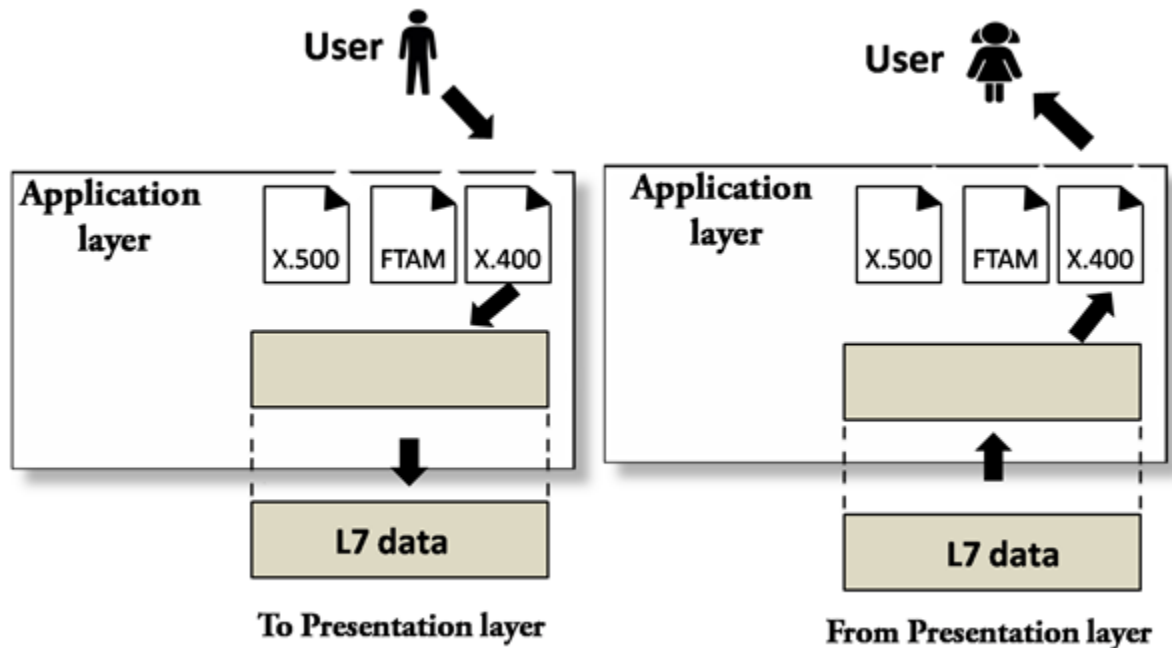 User
User
Application
layer
X.500
FTAM
X.400
L7 data
To Presentation layer
Application
layer
X.500
FTAM
X.400
L7 data
From Presentation layer